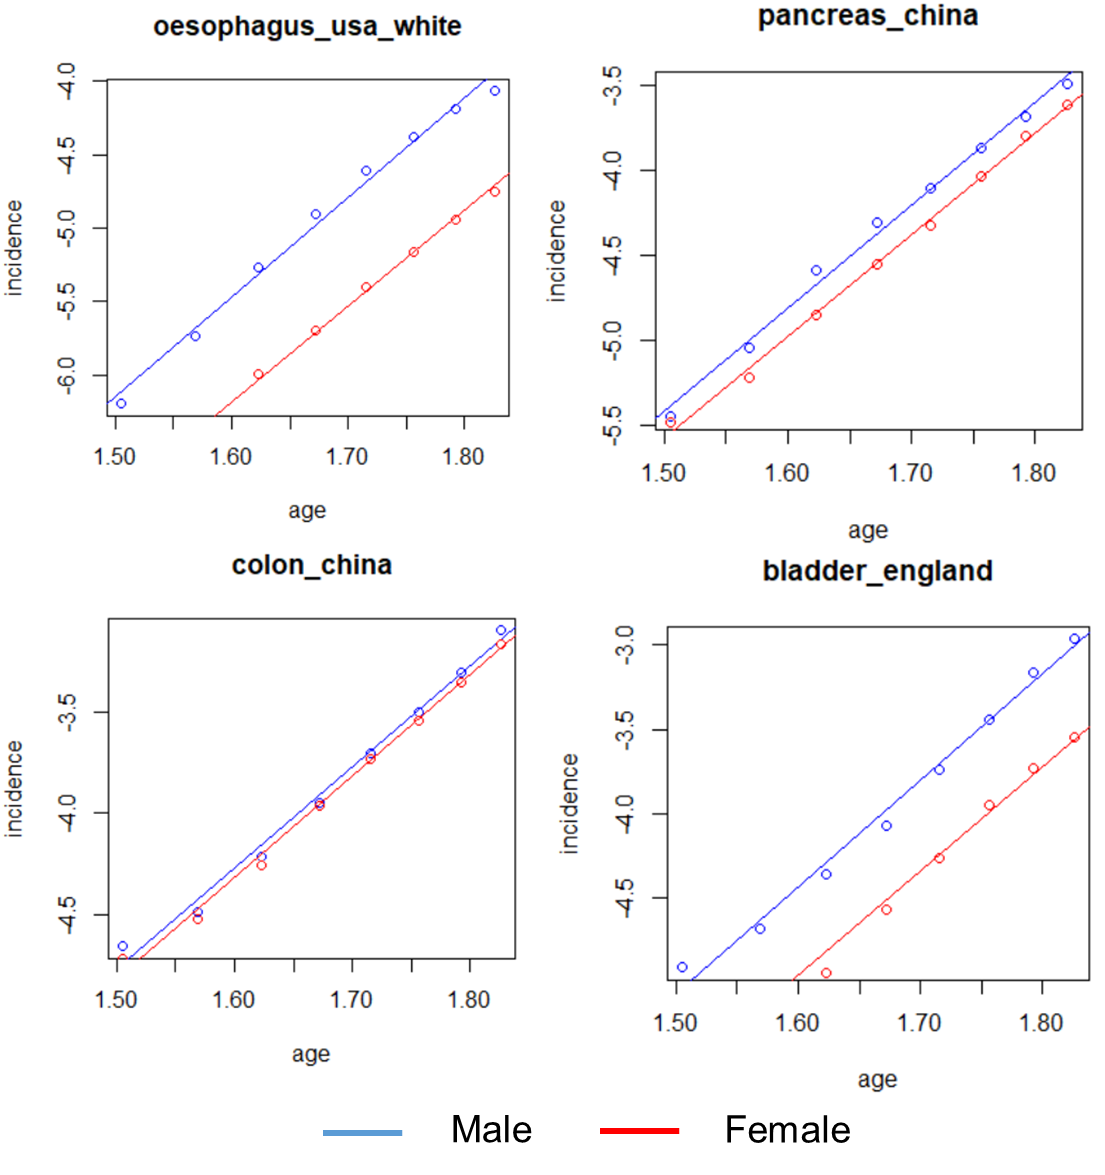 oesophagus_usa_white
incidence
-4.0
-4.5
-5.0
-5.5
-6.0
1.50 1.60 1.70 1.80
age
pancreas_china
incidence
-3.5
-4.0
-4.5
-5.0
-5.5
1.50 1.60 1.70 1.80
age
colon_china
incidence
-3.5
-4.0
-4.5
1.50 1.60 1.70 1.80
age
bladder_england
incidence
-3.0
-3.5
-4.0
-4.5
1.50 1.60 1.70 1.80
age
Male Female